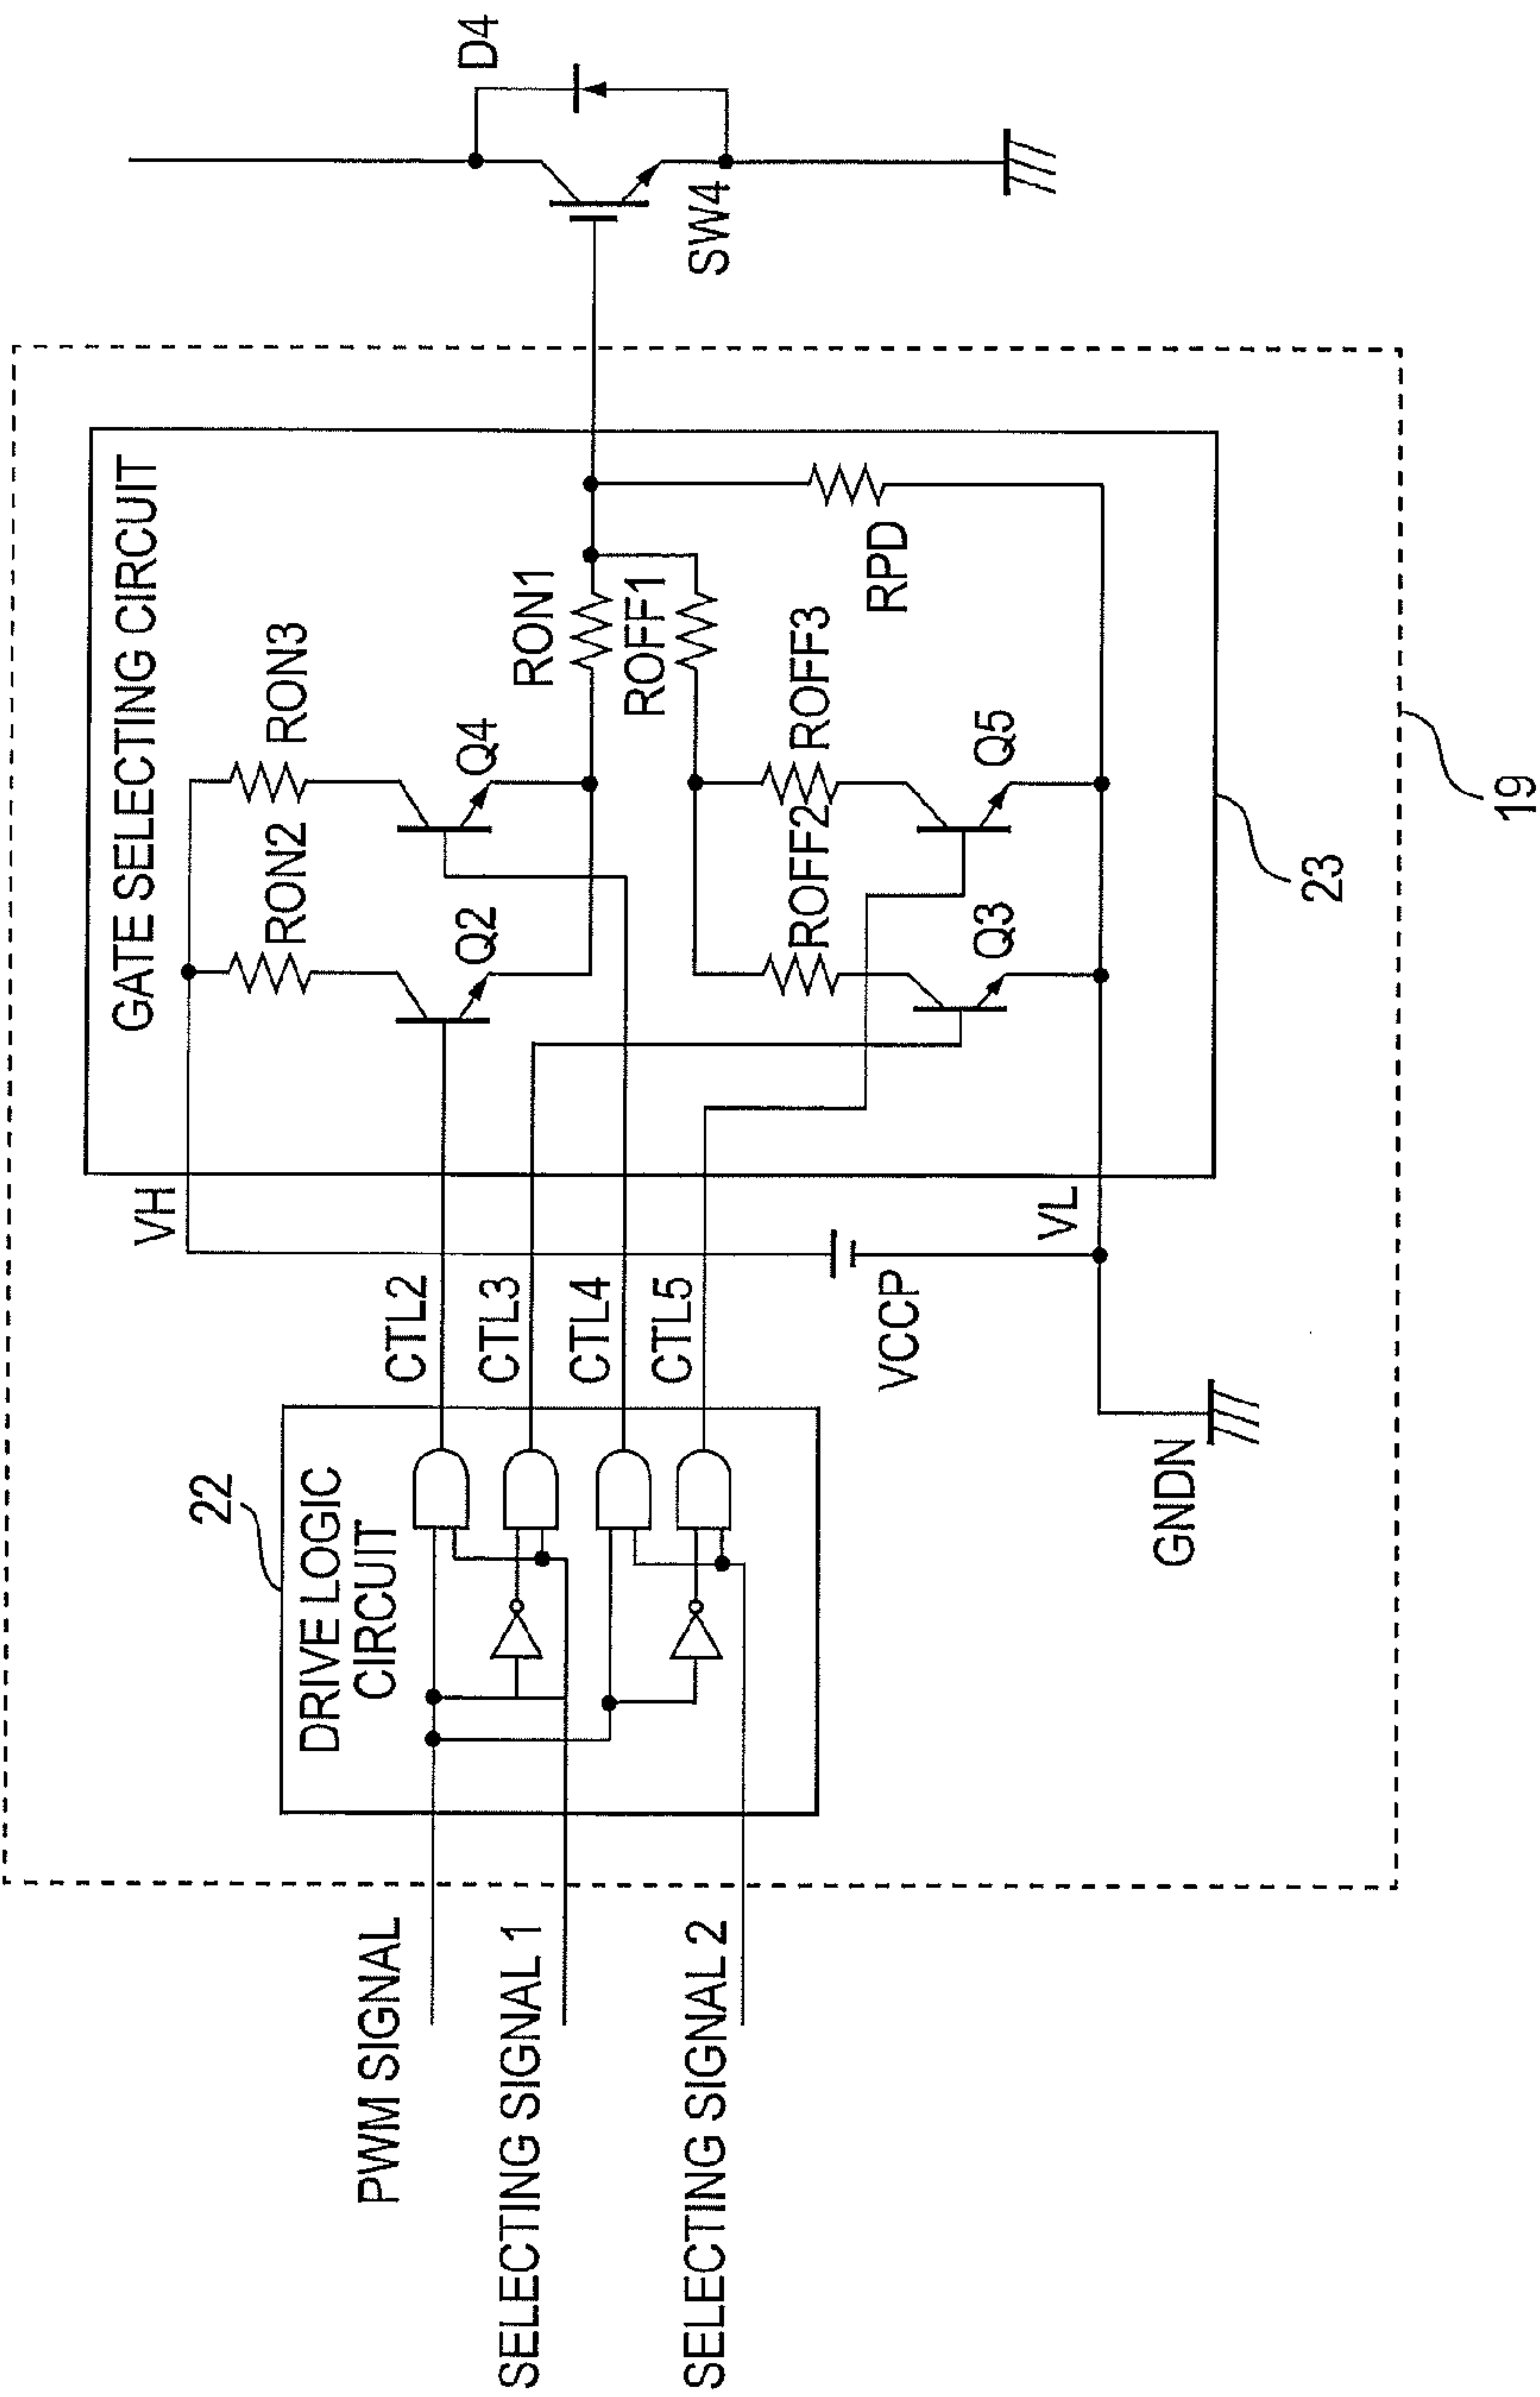 PWM SIGNAL
SELECTING SIGNAL 1
SELECTING SIGNAL 2
22
DRIVE LOGIC
CIRCUIT
CTL2
CTL3
CTL4
CTL5
VH
VCCP
VL
GNDN
GATE SELECTING CIRCUIT
RON2
RON3
Q2
Q4
RON1
ROFF1
ROFF2
ROFF3
Q3
Q5
RPD
23
19
D4
SW4